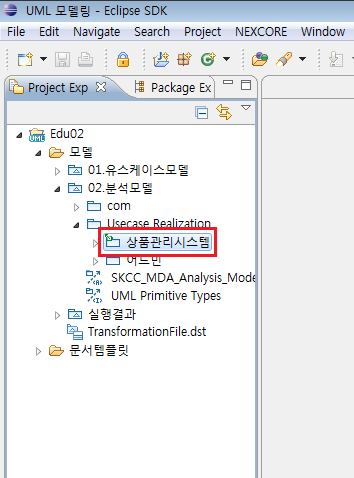 UML 모델링 - Eclipse SDK
File Edit Navigate Search Project NEXCORE Window
Project Exp Package Ex
UML Edu02
모델
01.유스케이스모델
02.분석모델
com
Usecase Realization
상품관리시스템
어드민
SKCC_MDA_Analysis_Mode
UML Primitive Types
실행결과
TransformationFile.dst
문서템플릿